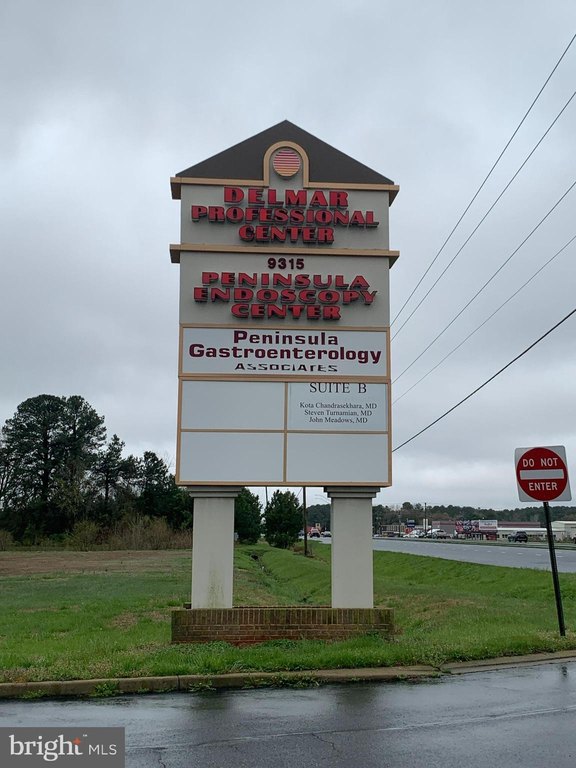 DELMAR
PROFESSIONAL
CENTER
9315
PENINSULA
ENDOSCOPY
CENTER
Peninsula
Gastroenterology
ASSOCIATES
SUITE B
Kota Chandrasekhara, MD
Steven Turnamian, MD
John Meadows, MD
DO NOT
ENTER
bright MLS